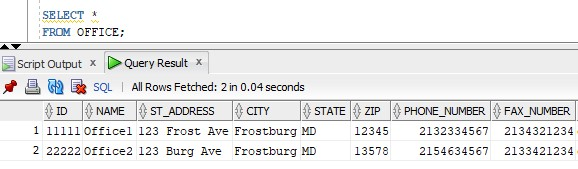 SELECT *
FROM OFFICE;
Script Output x Query Result x
SQL | All Rows Fetched: 2 in 0.04 seconds
ID NAME ST_ADDRESS CITY STATE ZIP PHONE_NUMBER FAX_NUMBER
1 11111 Office1 123 Frost Ave Frostburg MD 12345 2132334567 2134321234
2 22222 Office2 123 Burg Ave Frostburg MD 13578 2154634567 2133421234